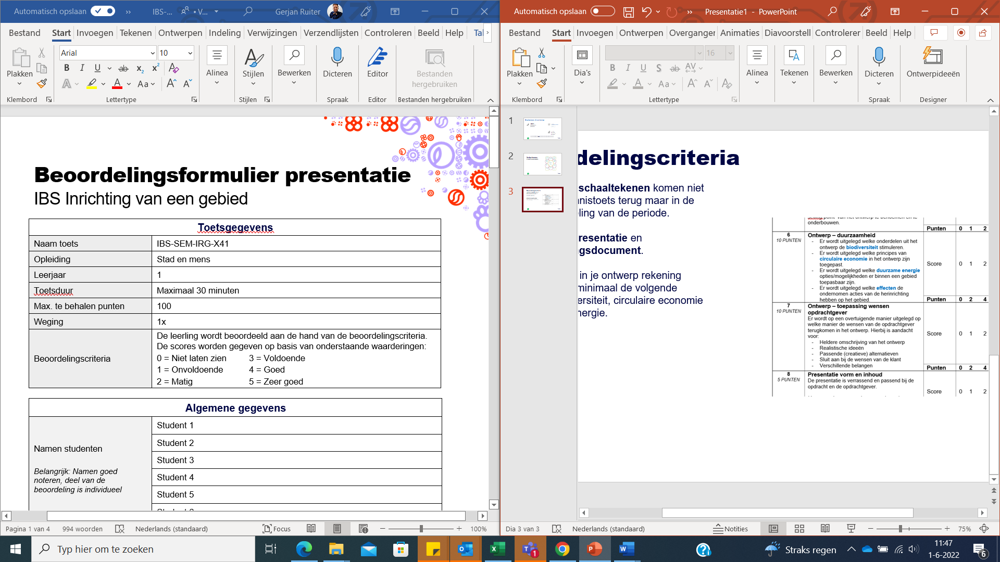 Automatisch opslaan
IBS-...
• V...
Gerjan Ruiter
Bestand Start Invoegen Tekenen Ontwerpen Indeling Verwijzingen Verzendlijsten Controleren Beeld Help Tal
Arial
10
Plakken
Klembord
Lettertype
Alinea
Stijlen
Stijlen
Bewerken
Dicteren
Spraak
Editor
Editor
Bestanden
hergebruiken
Bestanden hergebruiken
Beoordelingsformulier presentatie
IBS Inrichting van een gebied
Toetsgegevens
Naam toets IBS-SEM-IRG-X41
Opleiding Stad en mens
Leerjaar 1
Toetsduur Maximaal 30 minuten
Max. te behalen punten 100
Weging 1x
Beoordelingscriteria
De leerling wordt beoordeeld aan de hand van de beoordelingscriteria.
De scores worden gegeven op basis van onderstaande waarderingen:
0 = Niet laten zien 3 = Voldoende
1 = Onvoldoende 4 = Goed
2 = Matig 5 = Zeer goed
Algemene gegevens
Namen studenten
Belangrijk: Namen goed
noteren, deel van de
beoordeling is individueel
Student 1
Student 2
Student 3
Student 4
Student 5
Pagina 1 van 4 994 woorden Nederlands (standaard) Focus 100%
Automatisch opslaan
Presentatie1 - PowerPoint
Bestand Start Invoegen Ontwerpen Overganger Animaties Diavoorstell Controlerer Beeld Help
Plakken
Klembord
Dia's
16
Lettertype
Alinea
Tekenen
Bewerken
Dicteren
Spraak
Ontwerpideeën
Designer
1
2
3
delingscriteria
schaaltekenen komen niet
nistoets terug maar in de
ling van de periode.
resentatie en
gsdocument.
in je ontwerp rekening
minimaal de volgende
ersiteit, circulaire economie
nergie.
onderbouwen.
Punten 0 1 2
6
10 PUNTEN
Ontwerp – duurzaamheid
- Er wordt uitgelegd welke onderdelen uit het
ontwerp de biodiversiteit stimuleren.
- Er wordt uitgelegd welke principes van
circulaire economie in het ontwerp zijn
toegepast.
- Er wordt uitgelegd welke duurzame energie
opties/mogelijkheden er binnen een gebied
toepasbaar zijn.
- Er wordt uitgelegd welke effecten de
ondernomen acties van de herinrichting
hebben op het gebied.
Score 0 1 2
Punten 0 2 4
7
10 PUNTEN
Ontwerp – toepassing wensen
opdrachtgever
Er wordt op een overtuigende manier uitgelegd op
welke manier de wensen van de opdrachtgever
terugkomen in het ontwerp. Hierbij is aandacht
voor:
- Heldere omschrijving van het ontwerp
- Realistische ideeën
- Passende (creatieve) alternatieven
- Sluit aan bij de wensen van de klant
- Verschillende belangen
Score 0 1 2
Punten 0 2 4
8
5 PUNTEN
Presentatie vorm en inhoud
De presentatie is verrassend en passend bij de
opdracht en de opdrachtgever.
Score 0 1 2
Dia 3 van 3 Nederlands (standaard) Notities 75%
Typ hier om te zoeken
1
Straks regen
11:47
1-6-2022
6